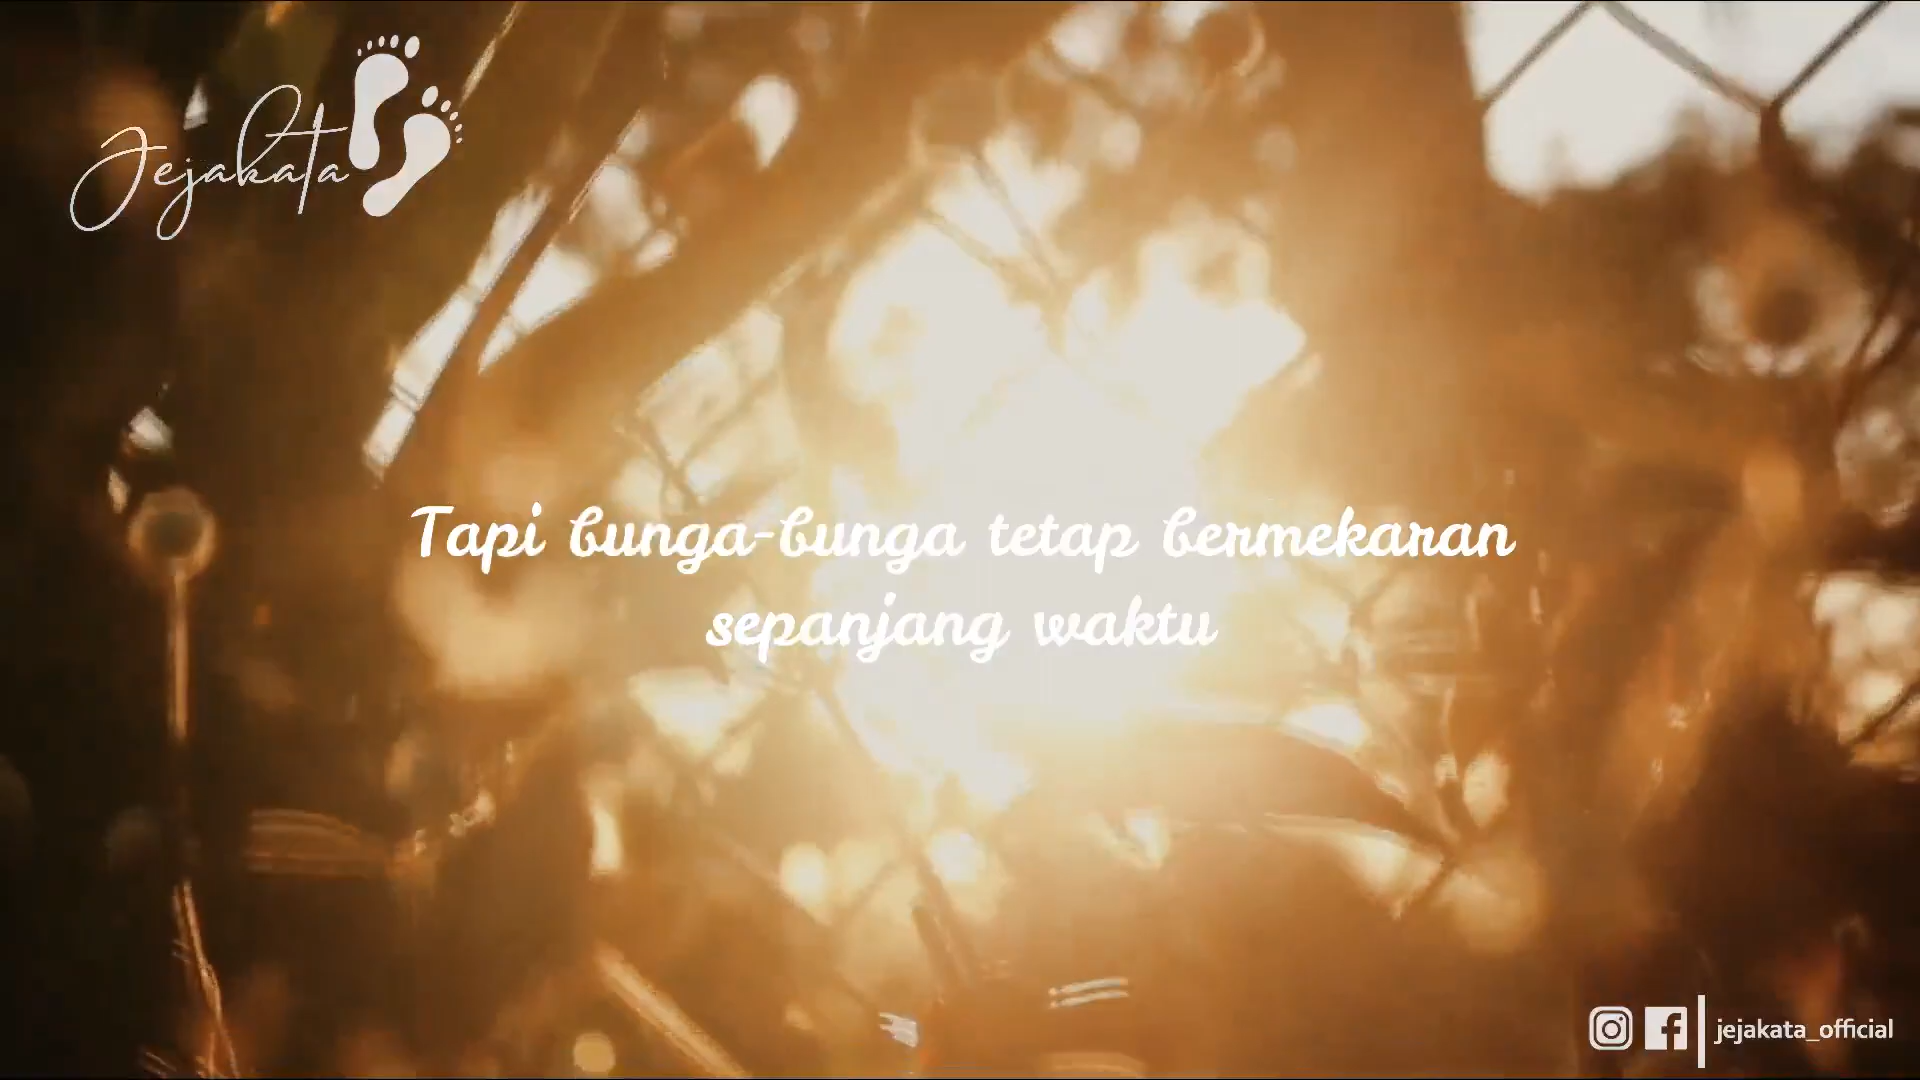 Jejakata
Tapi bunga-bunga tetap bermekaran
sepanjang waktu
jejakata_official